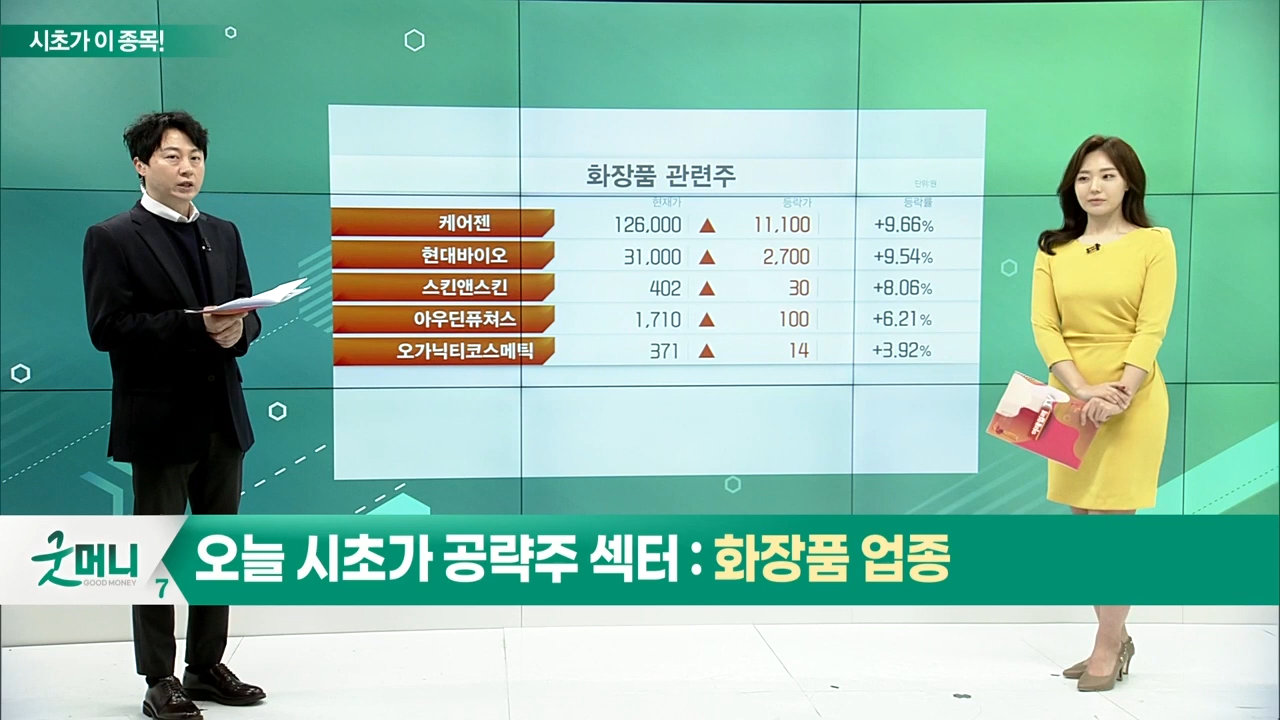 시초가 이 종목!
화장품 관련주
단위:원
현재가 등락가 등락률
케어젠 126,000 ▲ 11,100 +9.66%
현대바이오 31,000 ▲ 2,700 +9.54%
스킨앤스킨 402 ▲ 30 +8.06%
아우딘퓨쳐스 1,710 ▲ 100 +6.21%
오가닉티코스메틱 371 ▲ 14 +3.92%
굿머니
GOOD MONEY
7
오늘 시초가 공략주 섹터 : 화장품 업종